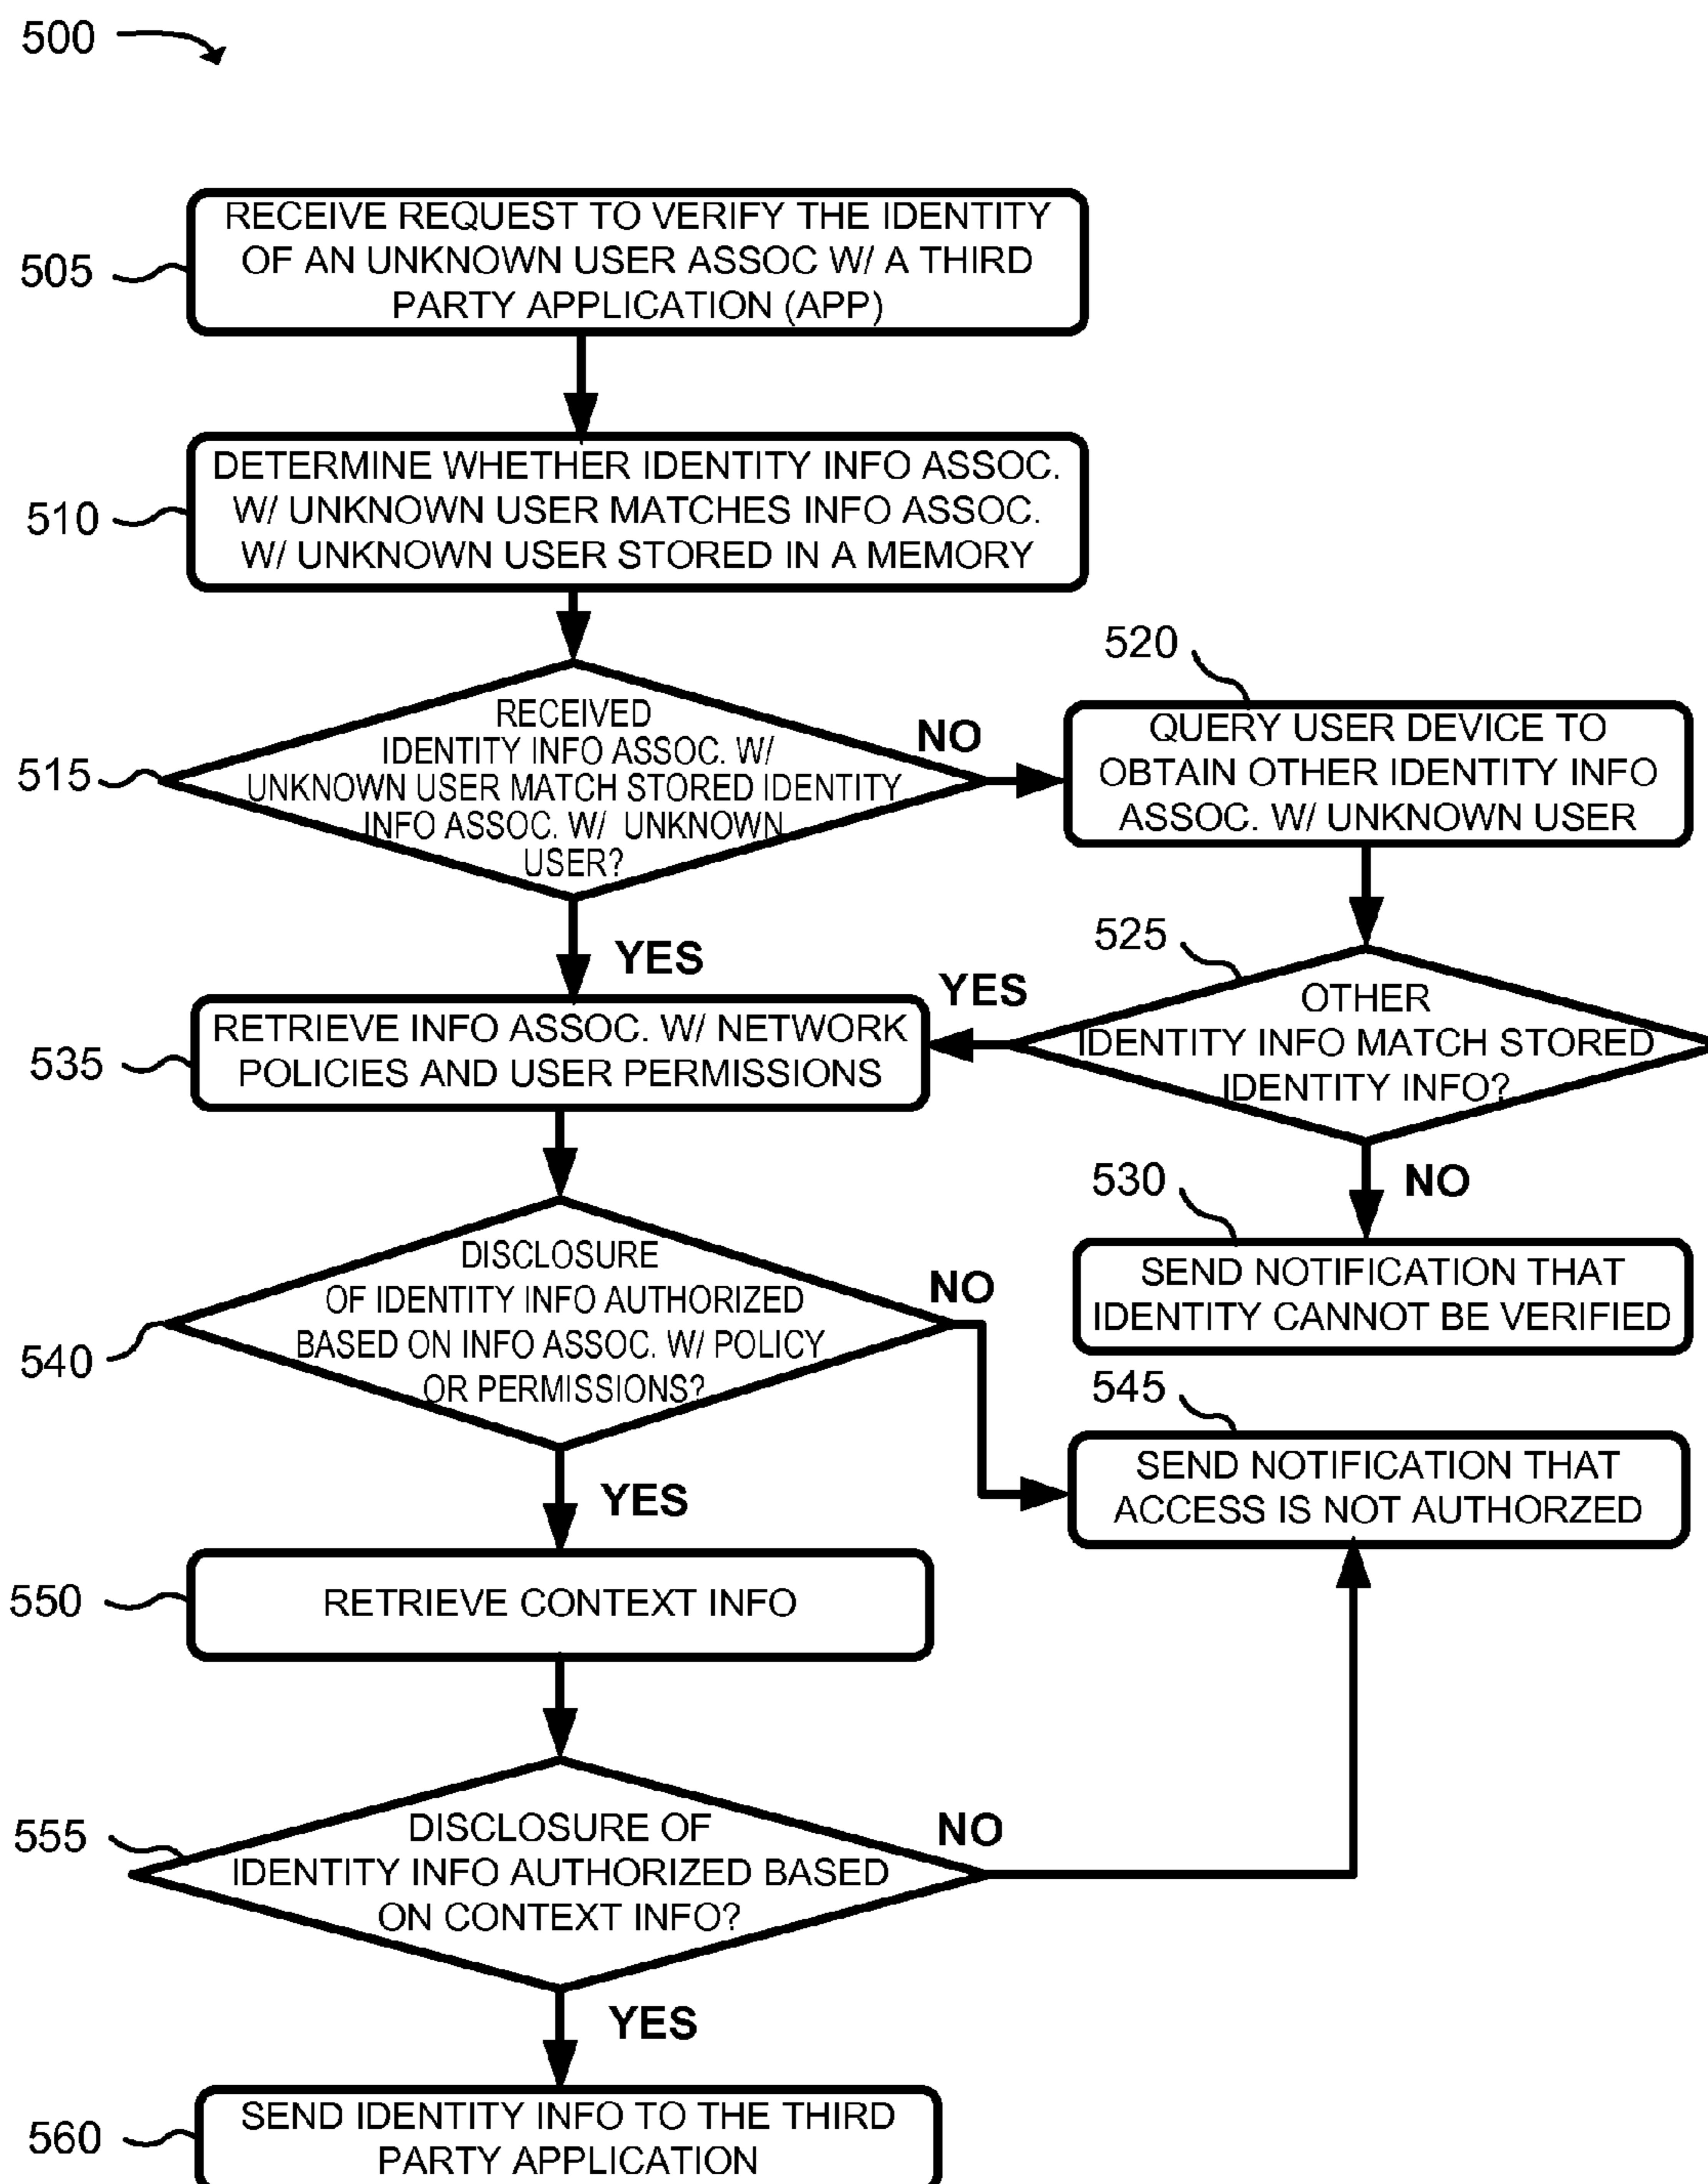 500
505
RECEIVE REQUEST TO VERIFY THE IDENTITY
OF AN UNKNOWN USER ASSOC W/ A THIRD
PARTY APPLICATION (APP)
510
DETERMINE WHETHER IDENTITY INFO ASSOC.
W/ UNKNOWN USER MATCHES INFO ASSOC.
W/ UNKNOWN USER STORED IN A MEMORY
515
RECEIVED
IDENTITY INFO ASSOC. W/
UNKNOWN USER MATCH STORED IDENTITY
INFO ASSOC. W/ UNKNOWN
USER?
NO
YES
520
QUERY USER DEVICE TO
OBTAIN OTHER IDENTITY INFO
ASSOC. W/ UNKNOWN USER
525
OTHER
IDENTITY INFO MATCH STORED
IDENTITY INFO?
YES
NO
530
SEND NOTIFICATION THAT
IDENTITY CANNOT BE VERIFIED
535
RETRIEVE INFO ASSOC. W/ NETWORK
POLICIES AND USER PERMISSIONS
540
DISCLOSURE
OF IDENTITY INFO AUTHORIZED
BASED ON INFO ASSOC. W/ POLICY
OR PERMISSIONS?
NO
YES
545
SEND NOTIFICATION THAT
ACCESS IS NOT AUTHORZED
550
RETRIEVE CONTEXT INFO
555
DISCLOSURE OF
IDENTITY INFO AUTHORIZED BASED
ON CONTEXT INFO?
NO
YES
560
SEND IDENTITY INFO TO THE THIRD
PARTY APPLICATION